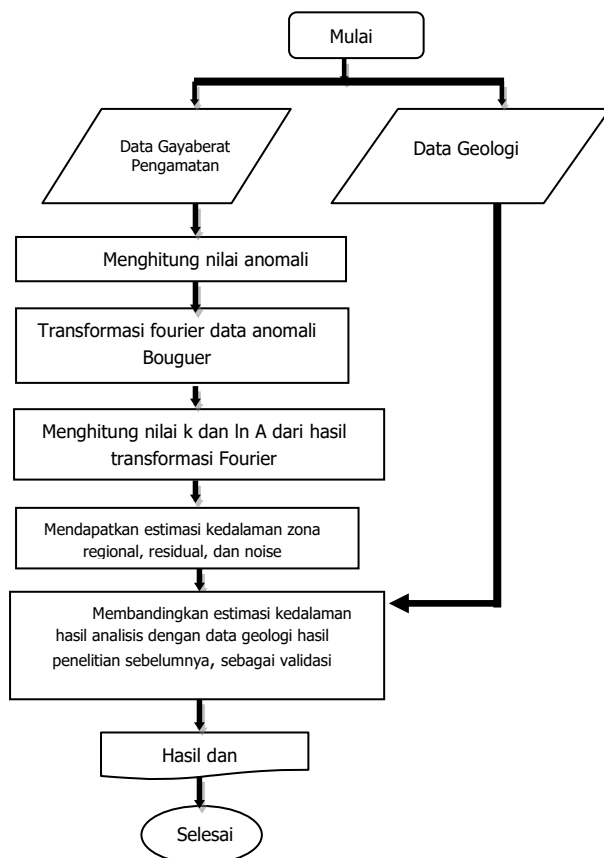 Mulai
Data Gayaberat
Pengamatan
Data Geologi
Menghitung nilai anomali
Transformasi fourier data anomali
Bouguer
Menghitung nilai k dan ln A dari hasil
transformasi Fourier
Mendapatkan estimasi kedalaman zona
regional, residual, dan noise
Membandingkan estimasi kedalaman
hasil analisis dengan data geologi hasil
penelitian sebelumnya, sebagai validasi
Hasil dan
Selesai